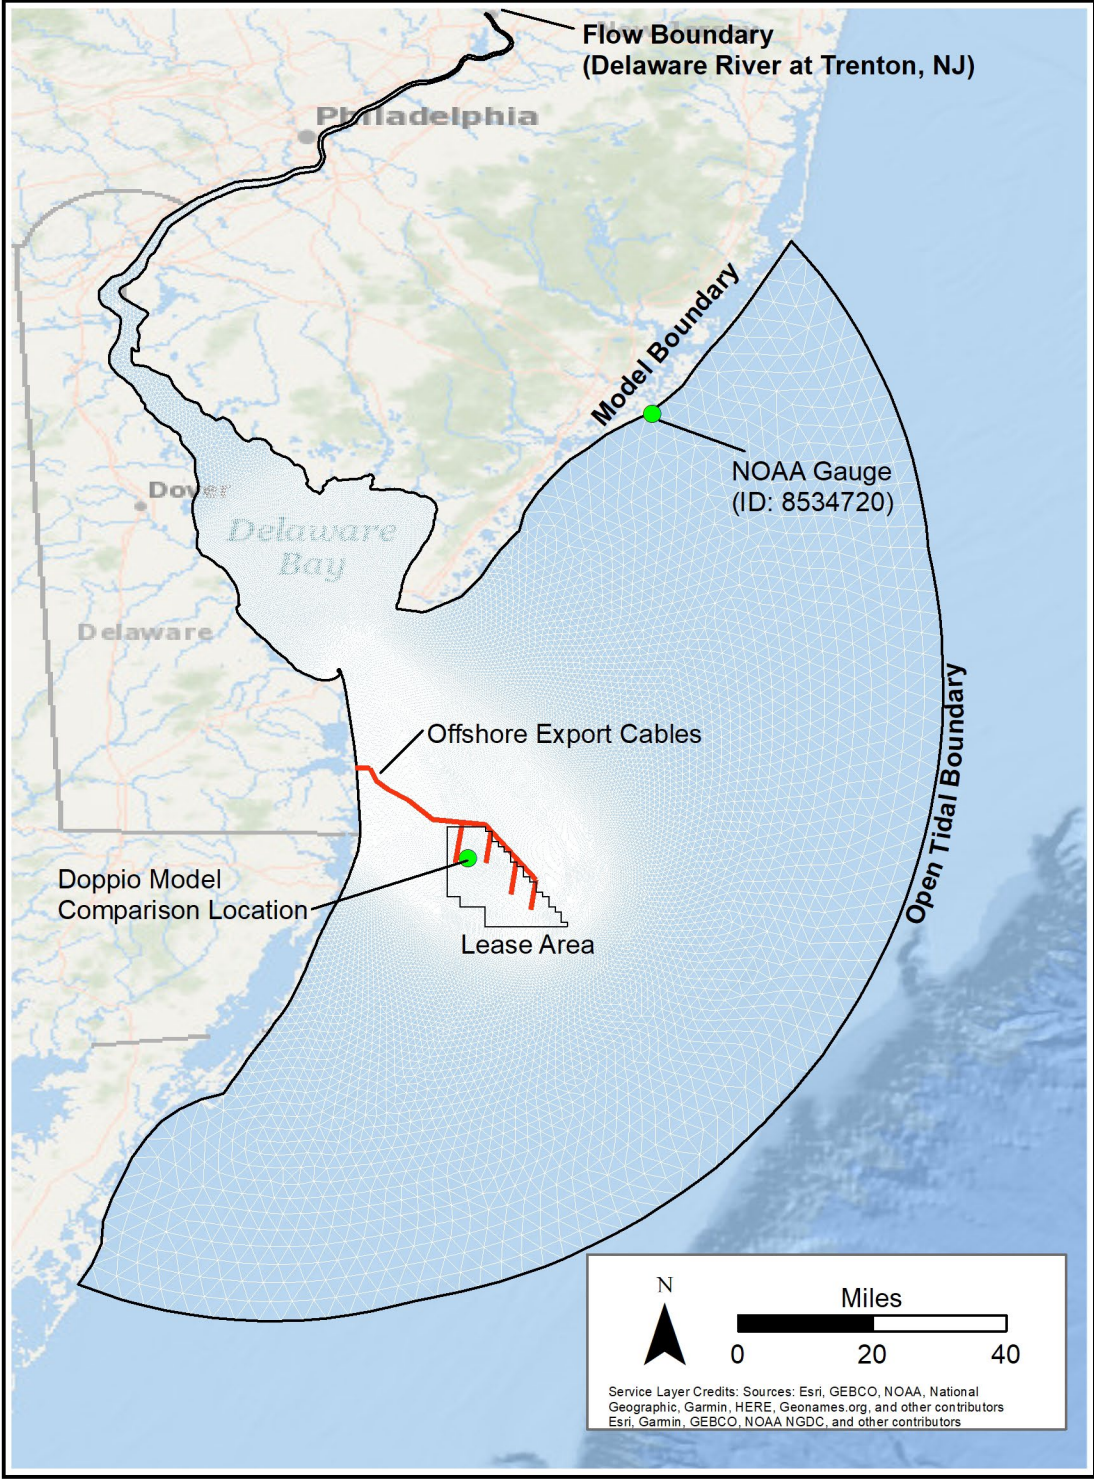 New Jersey
Flow Boundary
(Delaware River at Trenton, NJ)
Philadelphia
Model Boundary
NOAA Gauge
(ID: 8534720)
Dover
Delaware
Bay
Delaware
Offshore Export Cables
Open Tidal Boundary
Doppio Model
Comparison Location
Lease Area
N
Miles
0 20 40
Service Layer Credits: Sources: Esri, GEBCO, NOAA, National
Geographic, Garmin, HERE, Geonames.org, and other contributors
Esri, Garmin, GEBCO, NOAA NGDC, and other contributors